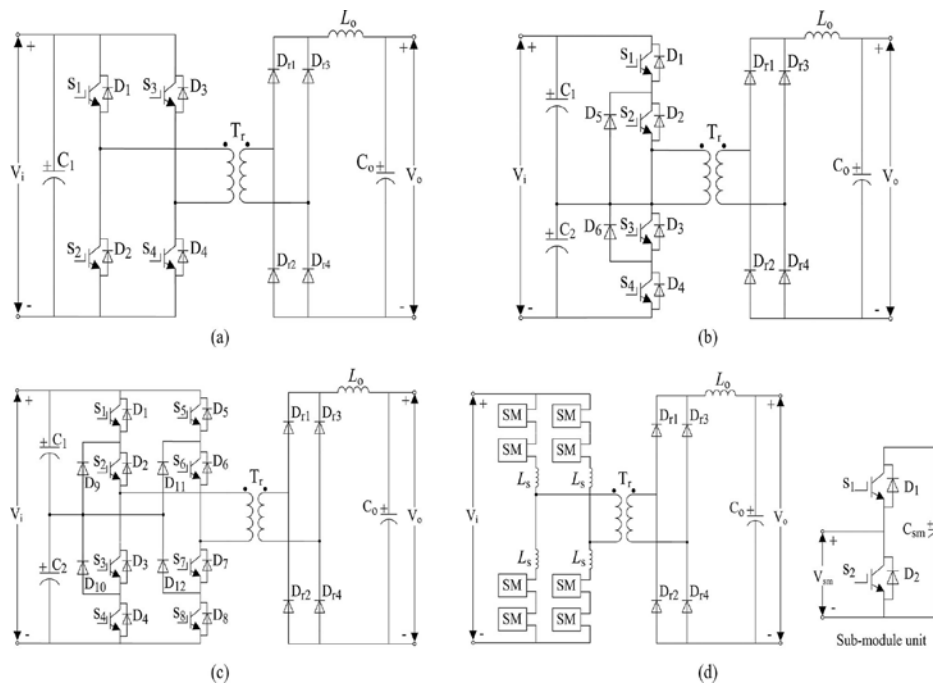 Lo
S1 D1 S3 D3
Dr1 Dr3
+ C1
Tr
Vi
Co +
Vo
S2 D2 S4 D4
Dr2 Dr4
+
-
+
-
(a)
Lo
S1 D1
Dr1 Dr3
+ C1
D5 S2 D2
Tr
Vi
Co +
Vo
+ C2
D6 S3 D3
S4 D4
Dr2 Dr4
+
-
+
-
(b)
Lo
S1 D1 S5 D5
Dr1 Dr3
+ C1
S2 D2 S6 D6
D9 D11
Tr
Vi
Co +
Vo
+ C2
S3 D3 S7 D7
D10 D12
S4 D4 S8 D8
Dr2 Dr4
+
-
+
-
(c)
Lo
SM SM
SM SM
Dr1 Dr3
Ls Ls
Tr
Vi
Co +
Vo
Ls Ls
SM SM
SM SM
Dr2 Dr4
+
-
+
-
S1 D1
Csm +
+
Vsm
S2 D2
-
Sub-module unit
(d)